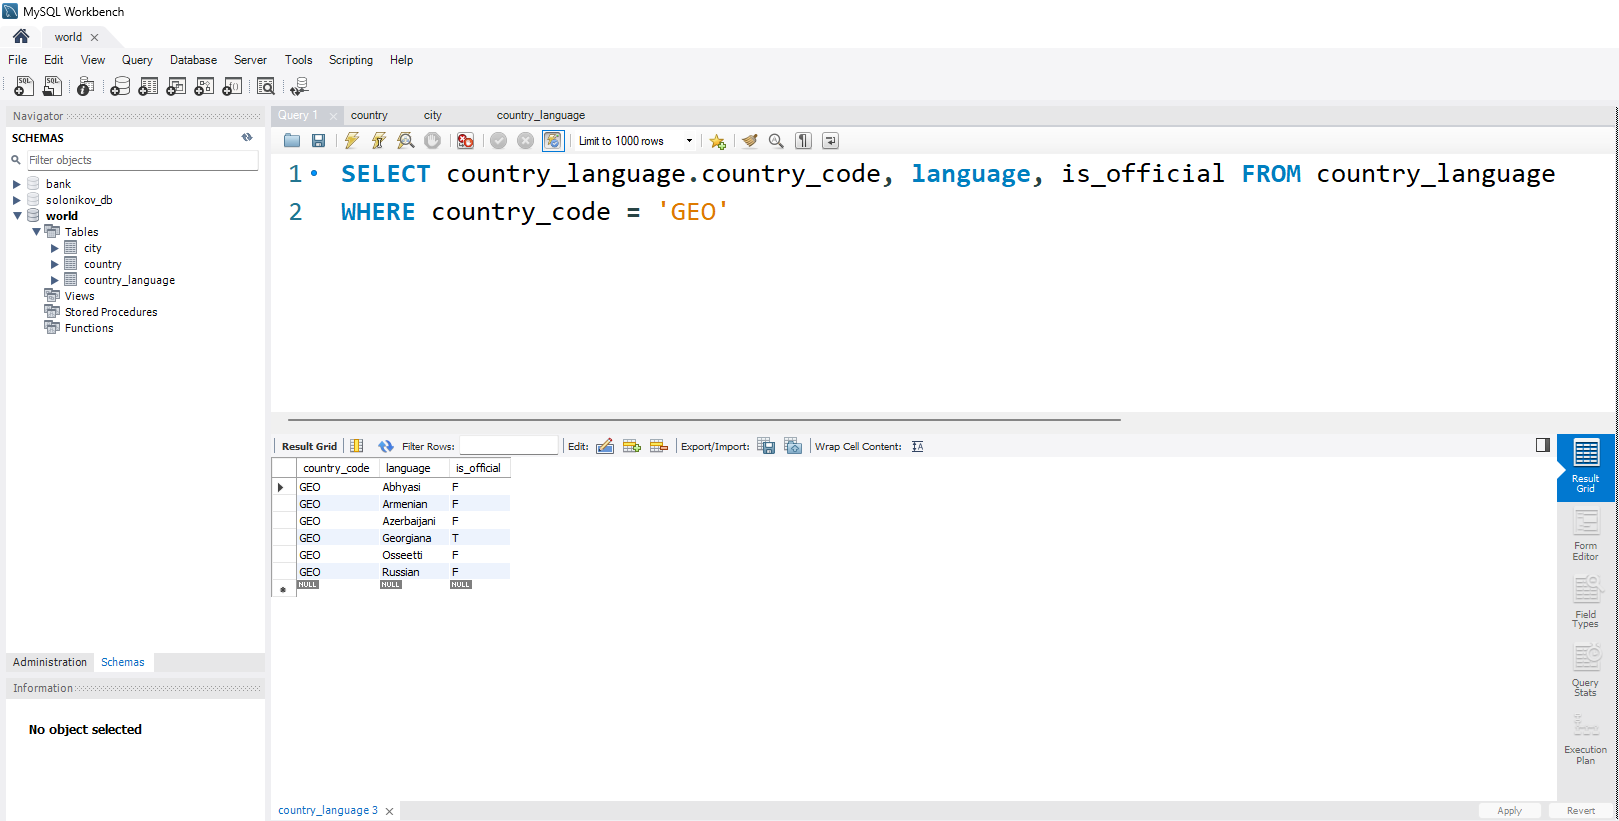 MySQL Workbench
world
File Edit View Query Database Server Tools Scripting Help
Navigator
SCHEMAS
Filter objects
bank
solonikov_db
world
Tables
city
country
country_language
Views
Stored Procedures
Functions
Administration Schemas
Information
No object selected
Query 1 country city country_language
Limit to 1000 rows
1 SELECT country_language.country_code, language, is_official FROM country_language
2 WHERE country_code = 'GEO'
Result Grid Filter Rows: Edit: Export/Import: Wrap Cell Content:
country_code language is_official
GEO Abhyasi F
GEO Armenian F
GEO Azerbaijani F
GEO Georgiana T
GEO Osseetti F
GEO Russian F
NULL NULL NULL
Result
Grid
Form
Editor
Field
Types
Query
Stats
Execution
Plan
country_language 3
Apply Revert